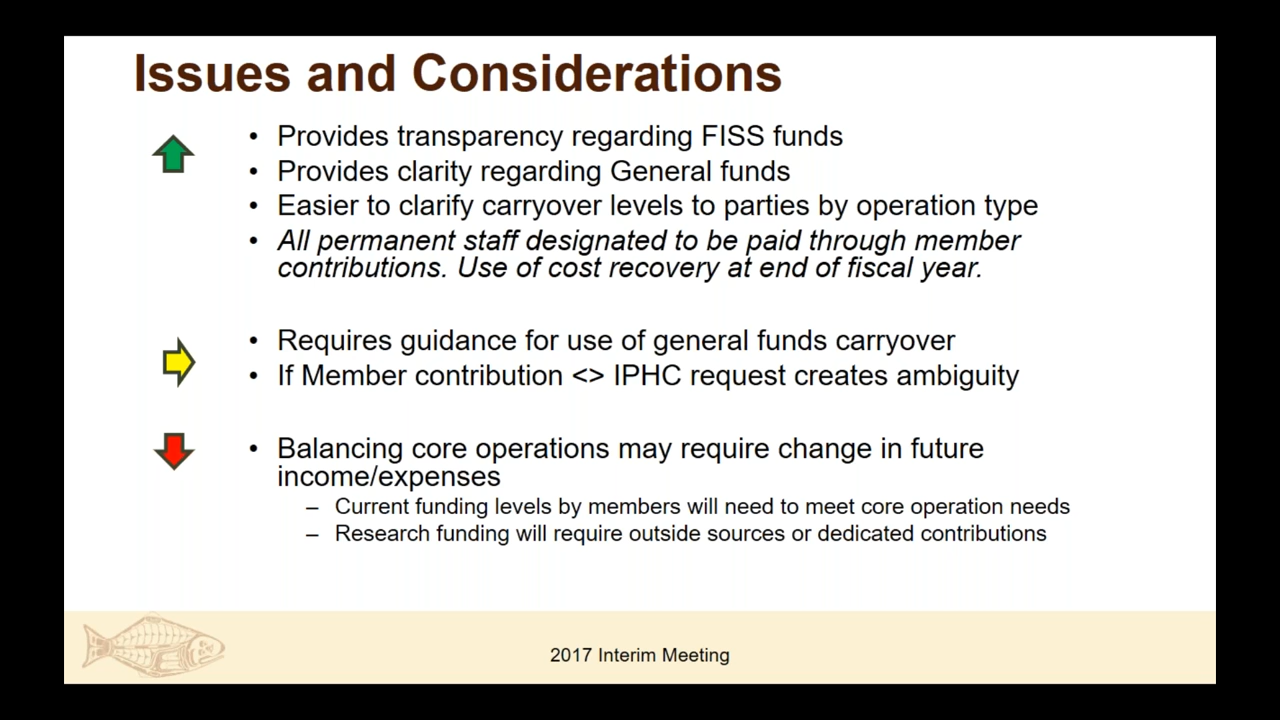 Issues and Considerations
• Provides transparency regarding FISS funds
• Provides clarity regarding General funds
• Easier to clarify carryover levels to parties by operation type
• All permanent staff designated to be paid through member
contributions. Use of cost recovery at end of fiscal year.
• Requires guidance for use of general funds carryover
• If Member contribution <> IPHC request creates ambiguity
• Balancing core operations may require change in future
income/expenses
– Current funding levels by members will need to meet core operation needs
– Research funding will require outside sources or dedicated contributions
2017 Interim Meeting